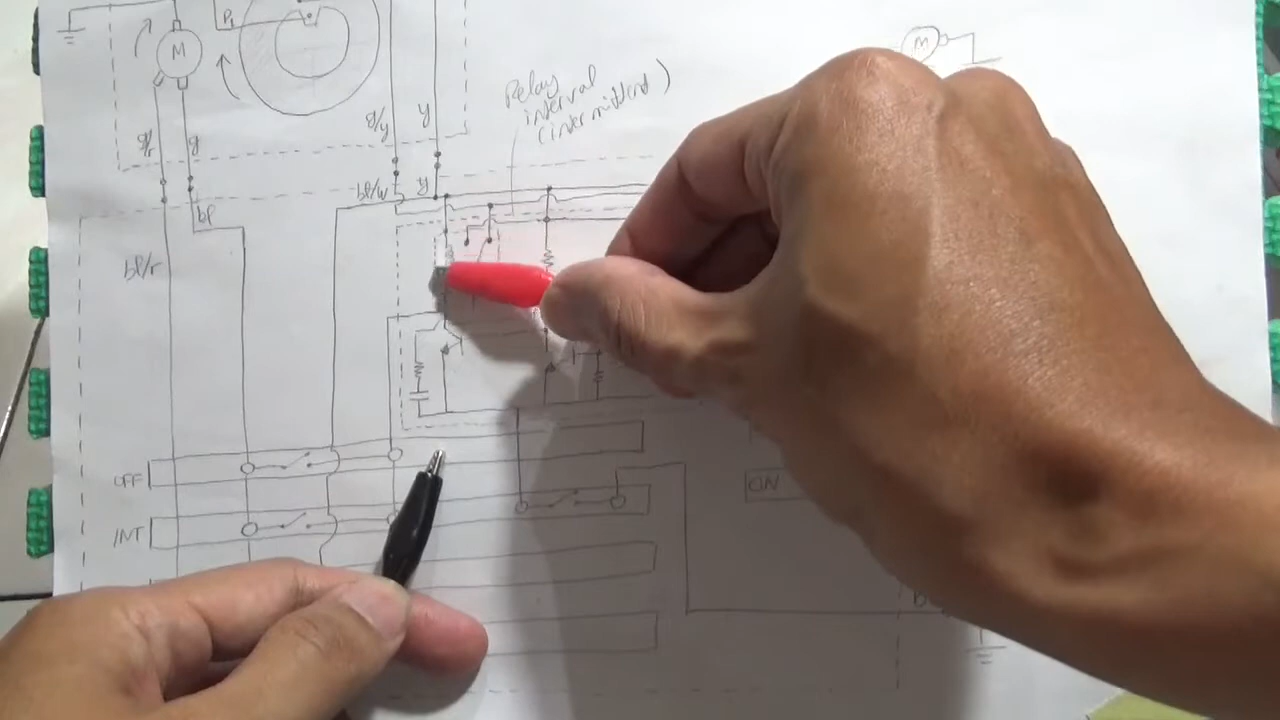 P1
M
M
Relay
interval
(intermittent)
g/y
y
g/r
g
bl/w
y
bl
bl/r
OFF
INT
ON